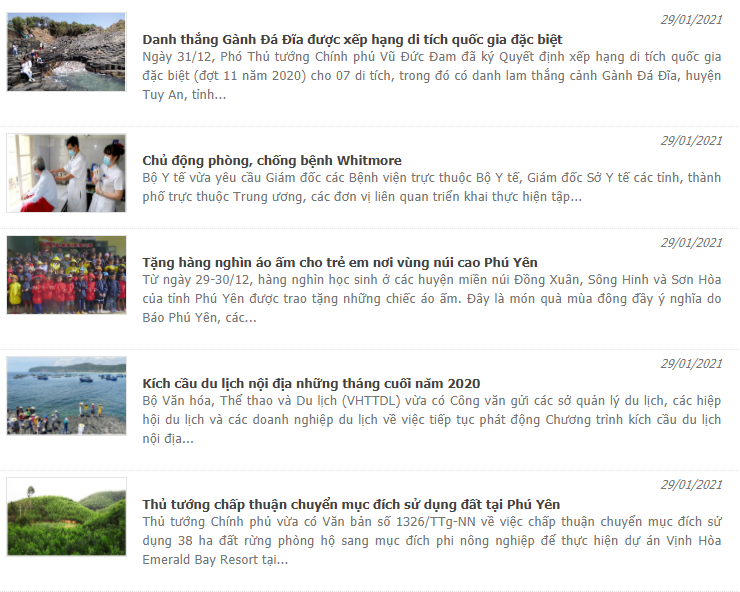 29/01/2021
Danh thắng Gành Đá Đĩa được xếp hạng di tích quốc gia đặc biệt
Ngày 31/12, Phó Thủ tướng Chính phủ Vũ Đức Đam đã ký Quyết định xếp hạng di tích quốc gia
đặc biệt (đợt 11 năm 2020) cho 07 di tích, trong đó có danh lam thắng cảnh Gành Đá Đĩa, huyện
Tuy An, tỉnh...
29/01/2021
Chủ động phòng, chống bệnh Whitmore
Bộ Y tế vừa yêu cầu Giám đốc các Bệnh viện trực thuộc Bộ Y tế, Giám đốc Sở Y tế các tỉnh, thành
phố trực thuộc Trung ương, các đơn vị liên quan triển khai thực hiện tập...
29/01/2021
Tặng hàng nghìn áo ấm cho trẻ em nơi vùng núi cao Phú Yên
Từ ngày 29-30/12, hàng nghìn học sinh ở các huyện miền núi Đồng Xuân, Sông Hinh và Sơn Hòa
của tỉnh Phú Yên được trao tặng những chiếc áo ấm. Đây là món quà mùa đông đầy ý nghĩa do
Báo Phú Yên, các...
29/01/2021
Kích cầu du lịch nội địa những tháng cuối năm 2020
Bộ Văn hóa, Thể thao và Du lịch (VHTTDL) vừa có Công văn gửi các sở quản lý du lịch, các hiệp
hội du lịch và các doanh nghiệp du lịch về việc tiếp tục phát động Chương trình kích cầu du lịch
nội địa...
29/01/2021
Thủ tướng chấp thuận chuyển mục đích sử dụng đất tại Phú Yên
Thủ tướng Chính phủ vừa có Văn bản số 1326/TTg-NN về việc chấp thuận chuyển mục đích sử
dụng 38 ha đất rừng phòng hộ sang mục đích phi nông nghiệp để thực hiện dự án Vịnh Hòa
Emerald Bay Resort tại...